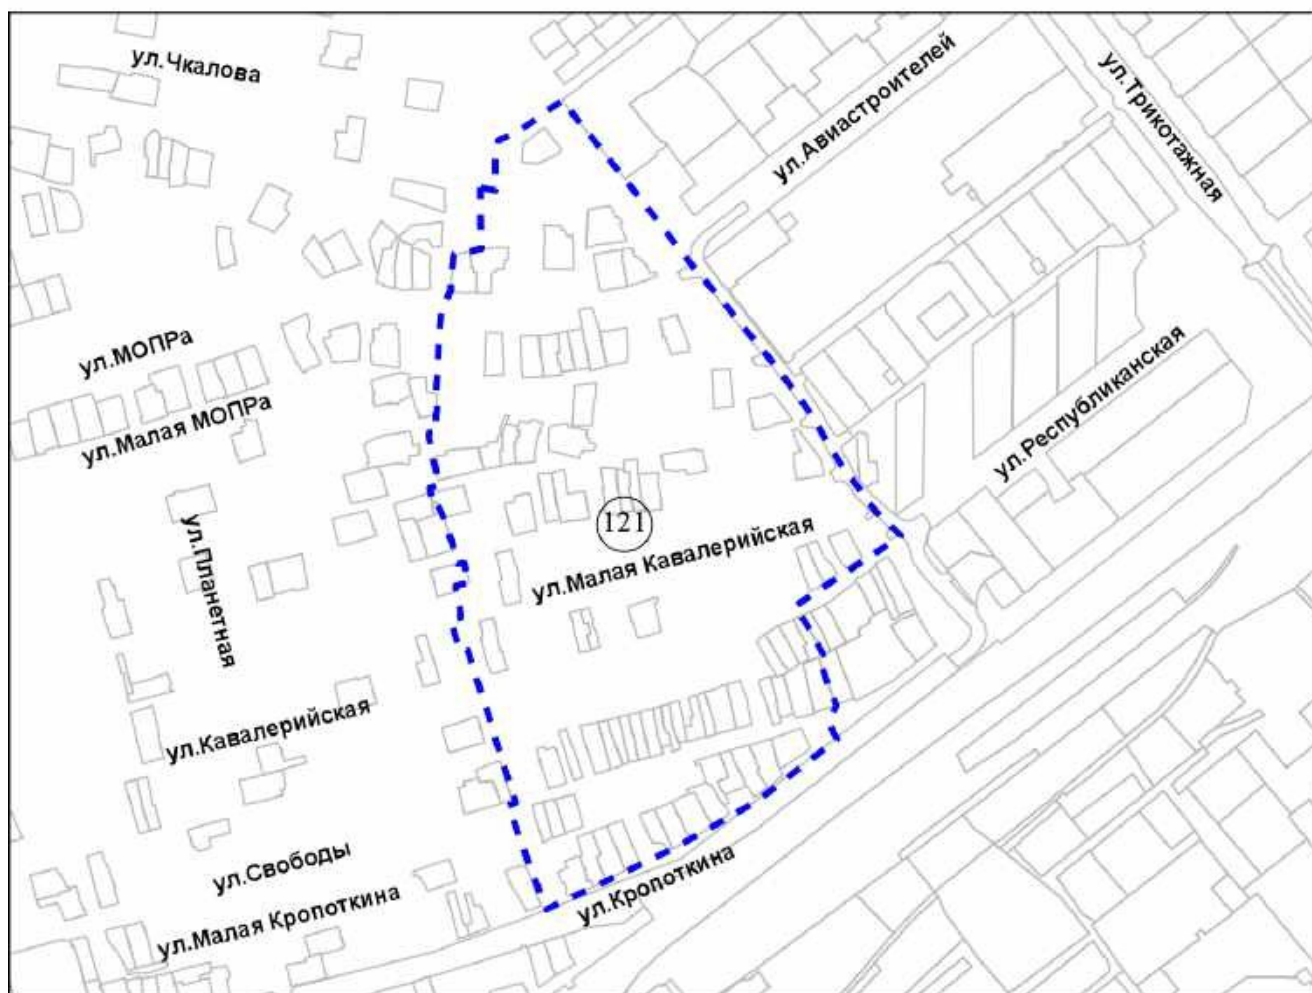 ул.Чкалова
ул.Авиастроителей
ул.Трикотажная
ул.МОПРа
ул.Малая МОПРа
ул.Республиканская
121
ул.Малая Кавалерийская
ул.Планетная
ул.Кавалерийская
ул.Свободы
ул.Малая Кропоткина
ул.Кропоткина